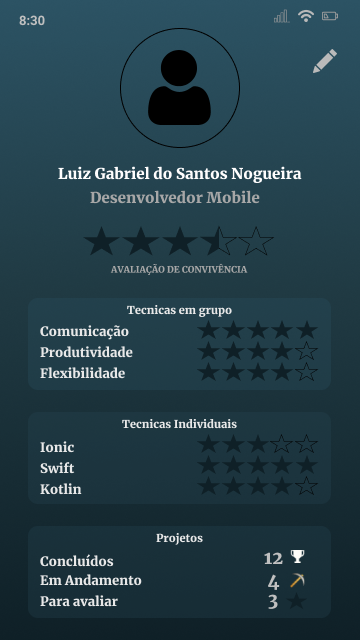 8:30
Luiz Gabriel do Santos Nogueira
Desenvolvedor Mobile
AVALIAÇÃO DE CONVIVÊNCIA
Tecnicas em grupo
Comunicação
Produtividade
Flexibilidade
Tecnicas Individuais
Ionic
Swift
Kotlin
Projetos
Concluídos 12
Em Andamento 4
Para avaliar 3